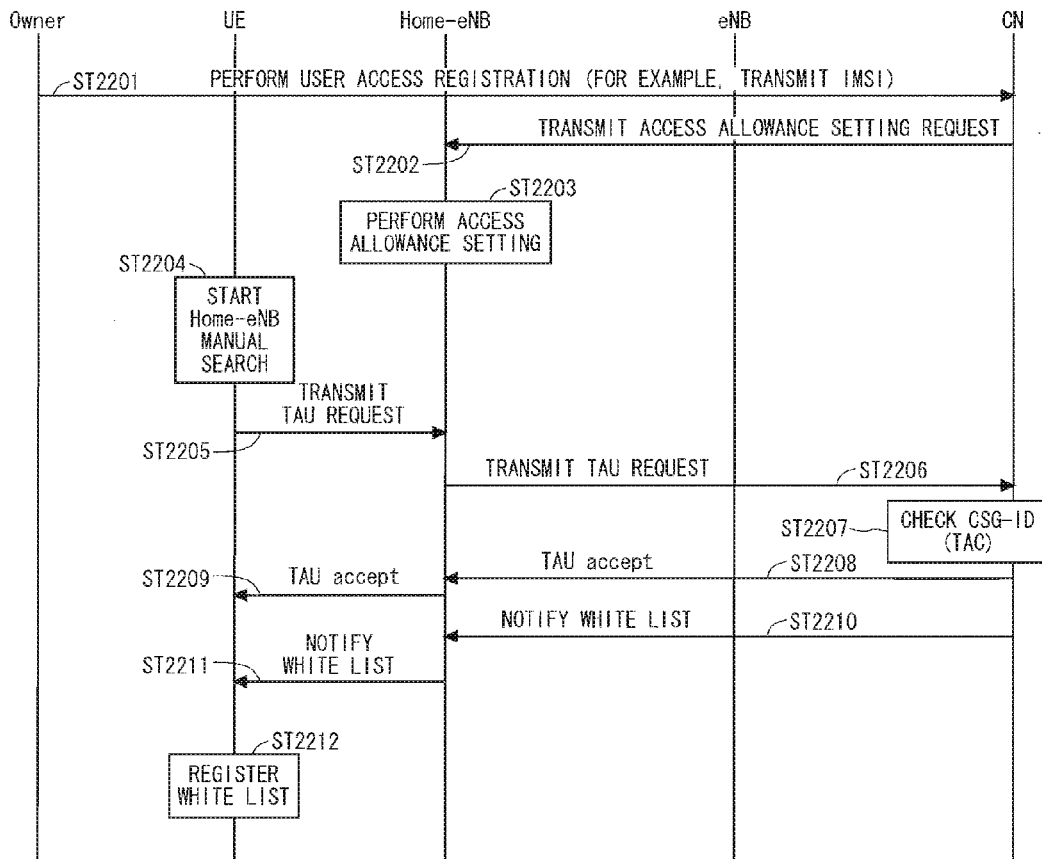 Owner UE Home-eNB eNB CN
ST2201 PERFORM USER ACCESS REGISTRATION (FOR EXAMPLE, TRANSMIT IMSI)
TRANSMIT ACCESS ALLOWANCE SETTING REQUEST
ST2202
ST2203
PERFORM ACCESS
ALLOWANCE SETTING
ST2204
START
Home-eNB
MANUAL
SEARCH
TRANSMIT
TAU REQUEST
ST2205
TRANSMIT TAU REQUEST ST2206
ST2207
CHECK CSG-ID
(TAC)
ST2209 TAU accept TAU accept ST2208
NOTIFY WHITE LIST ST2210
NOTIFY
WHITE LIST
ST2211
ST2212
REGISTER
WHITE LIST